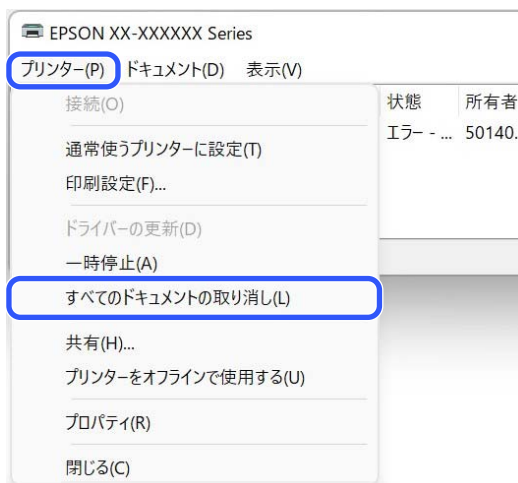 EPSON XX-XXXXXX Series
プリンター(P) ドキュメント(D) 表示(V)
接続(O)
通常使うプリンターに設定(T)
印刷設定(F)...
ドライバーの更新(D)
一時停止(A)
すべてのドキュメントの取り消し(L)
共有(H)...
プリンターをオフラインで使用する(U)
プロパティ(R)
閉じる(C)
状態 所有者
エラー - ... 50140.